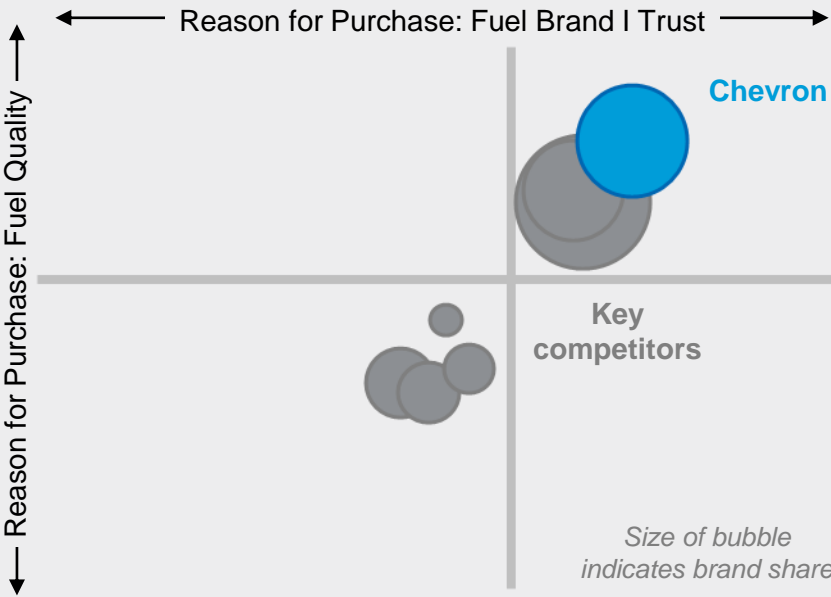 Reason for Purchase: Fuel Brand I Trust
Reason for Purchase: Fuel Quality
Chevron
Key
competitors
Size of bubble
indicates brand share